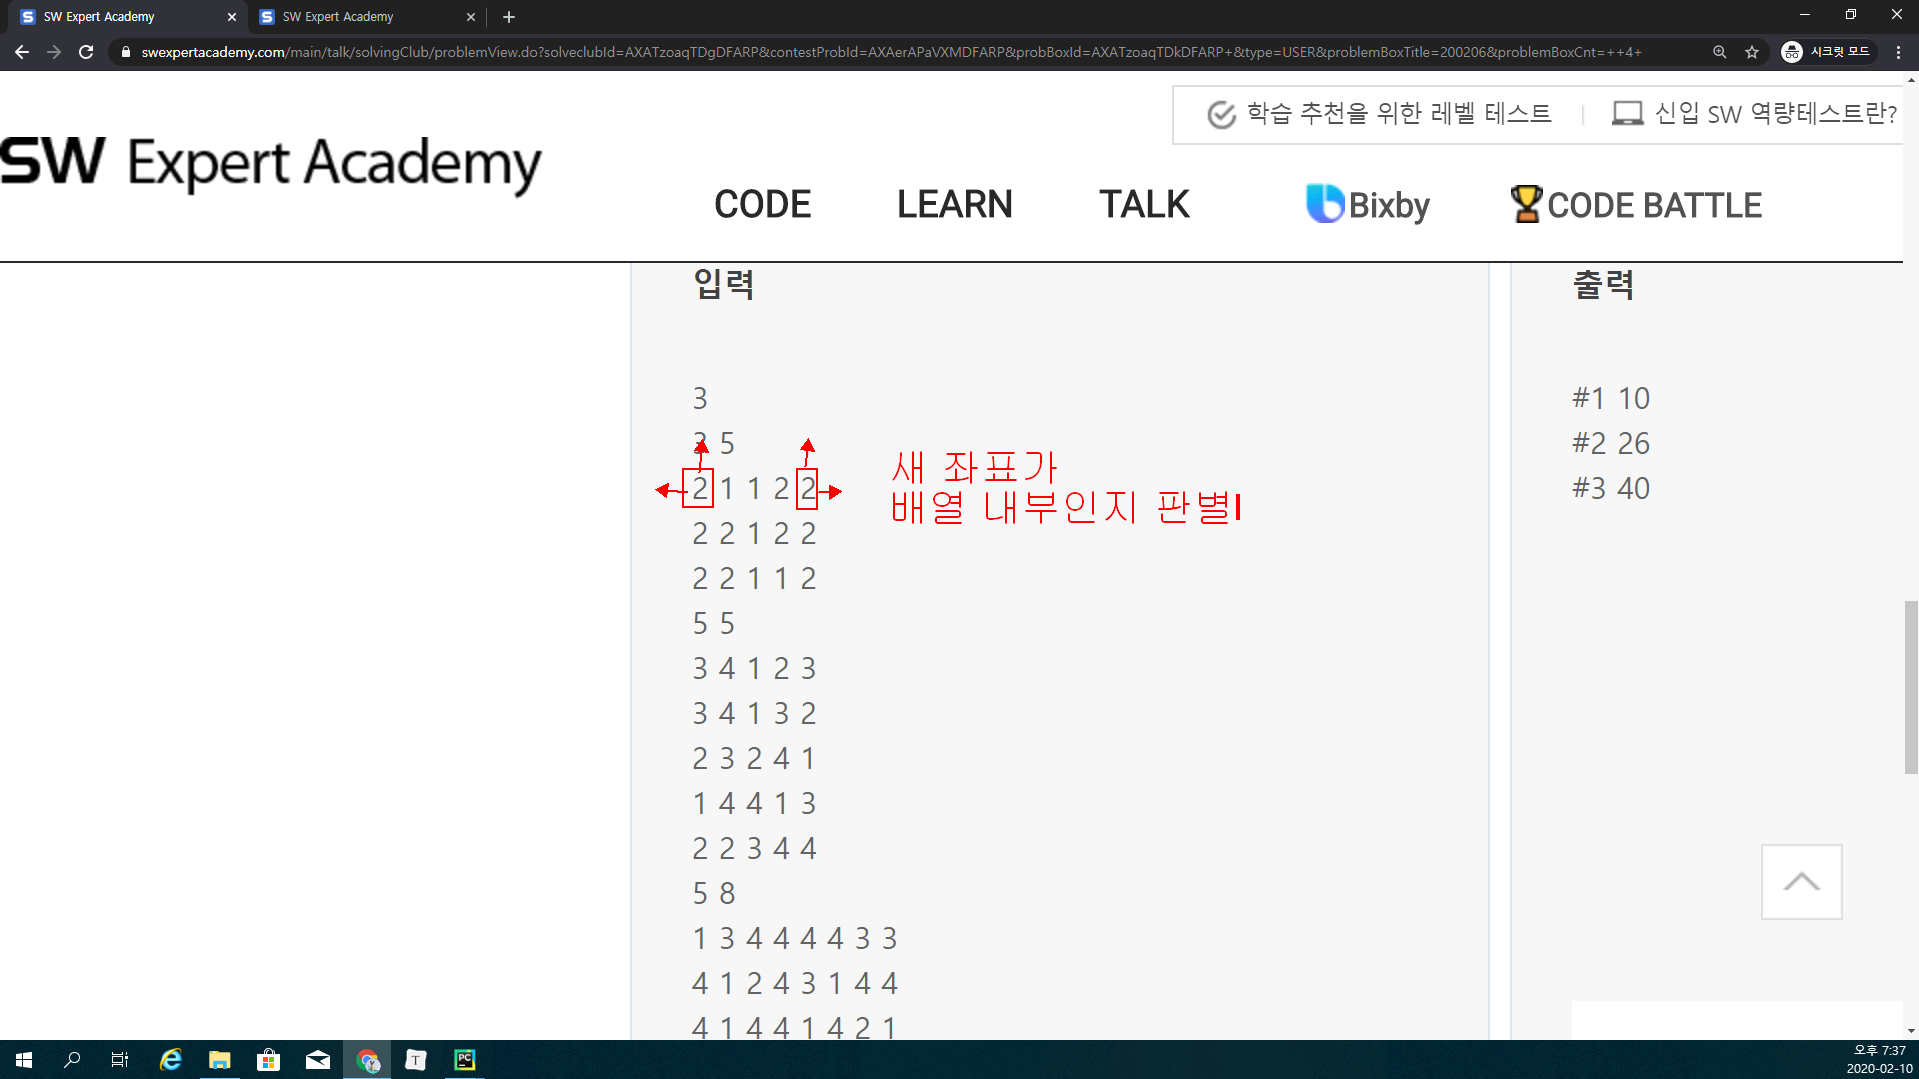 SW Expert Academy
SW Expert Academy
swexpertacademy.com/main/talk/solvingClub/problemView.do?solveclubId=AXATzoaqTDgDFARP&contestProbId=AXAerAPaVXMDFARP&probBoxId=AXATzoaqTDkDFARP+&type=USER&problemBoxTitle=200206&problemBoxCnt=++4+
시크릿 모드
학습 추천을 위한 레벨 테스트
신입 SW 역량테스트란?
SW Expert Academy
CODE
LEARN
TALK
Bixby
CODE BATTLE
입력
3
3 5
2 1 1 2 2
2 2 1 2 2
2 2 1 1 2
5 5
3 4 1 2 3
3 4 1 3 2
2 3 2 4 1
1 4 4 1 3
2 2 3 4 4
5 8
1 3 4 4 4 4 3 3
4 1 2 4 3 1 4 4
4 1 4 4 1 4 2 1
새 좌표가
배열 내부인지 판별!
출력
#1 10
#2 26
#3 40
오후 7:37
2020-02-10